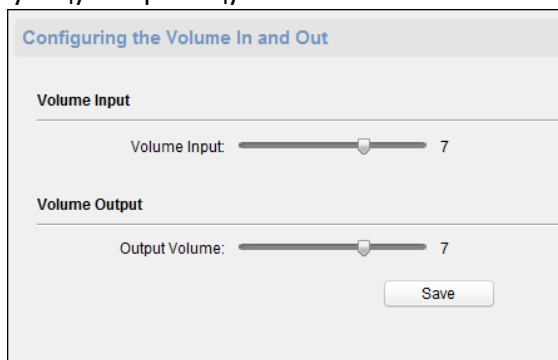 Configuring the Volume In and Out
Volume Input
Volume Input: 7
Volume Output
Output Volume: 7
Save